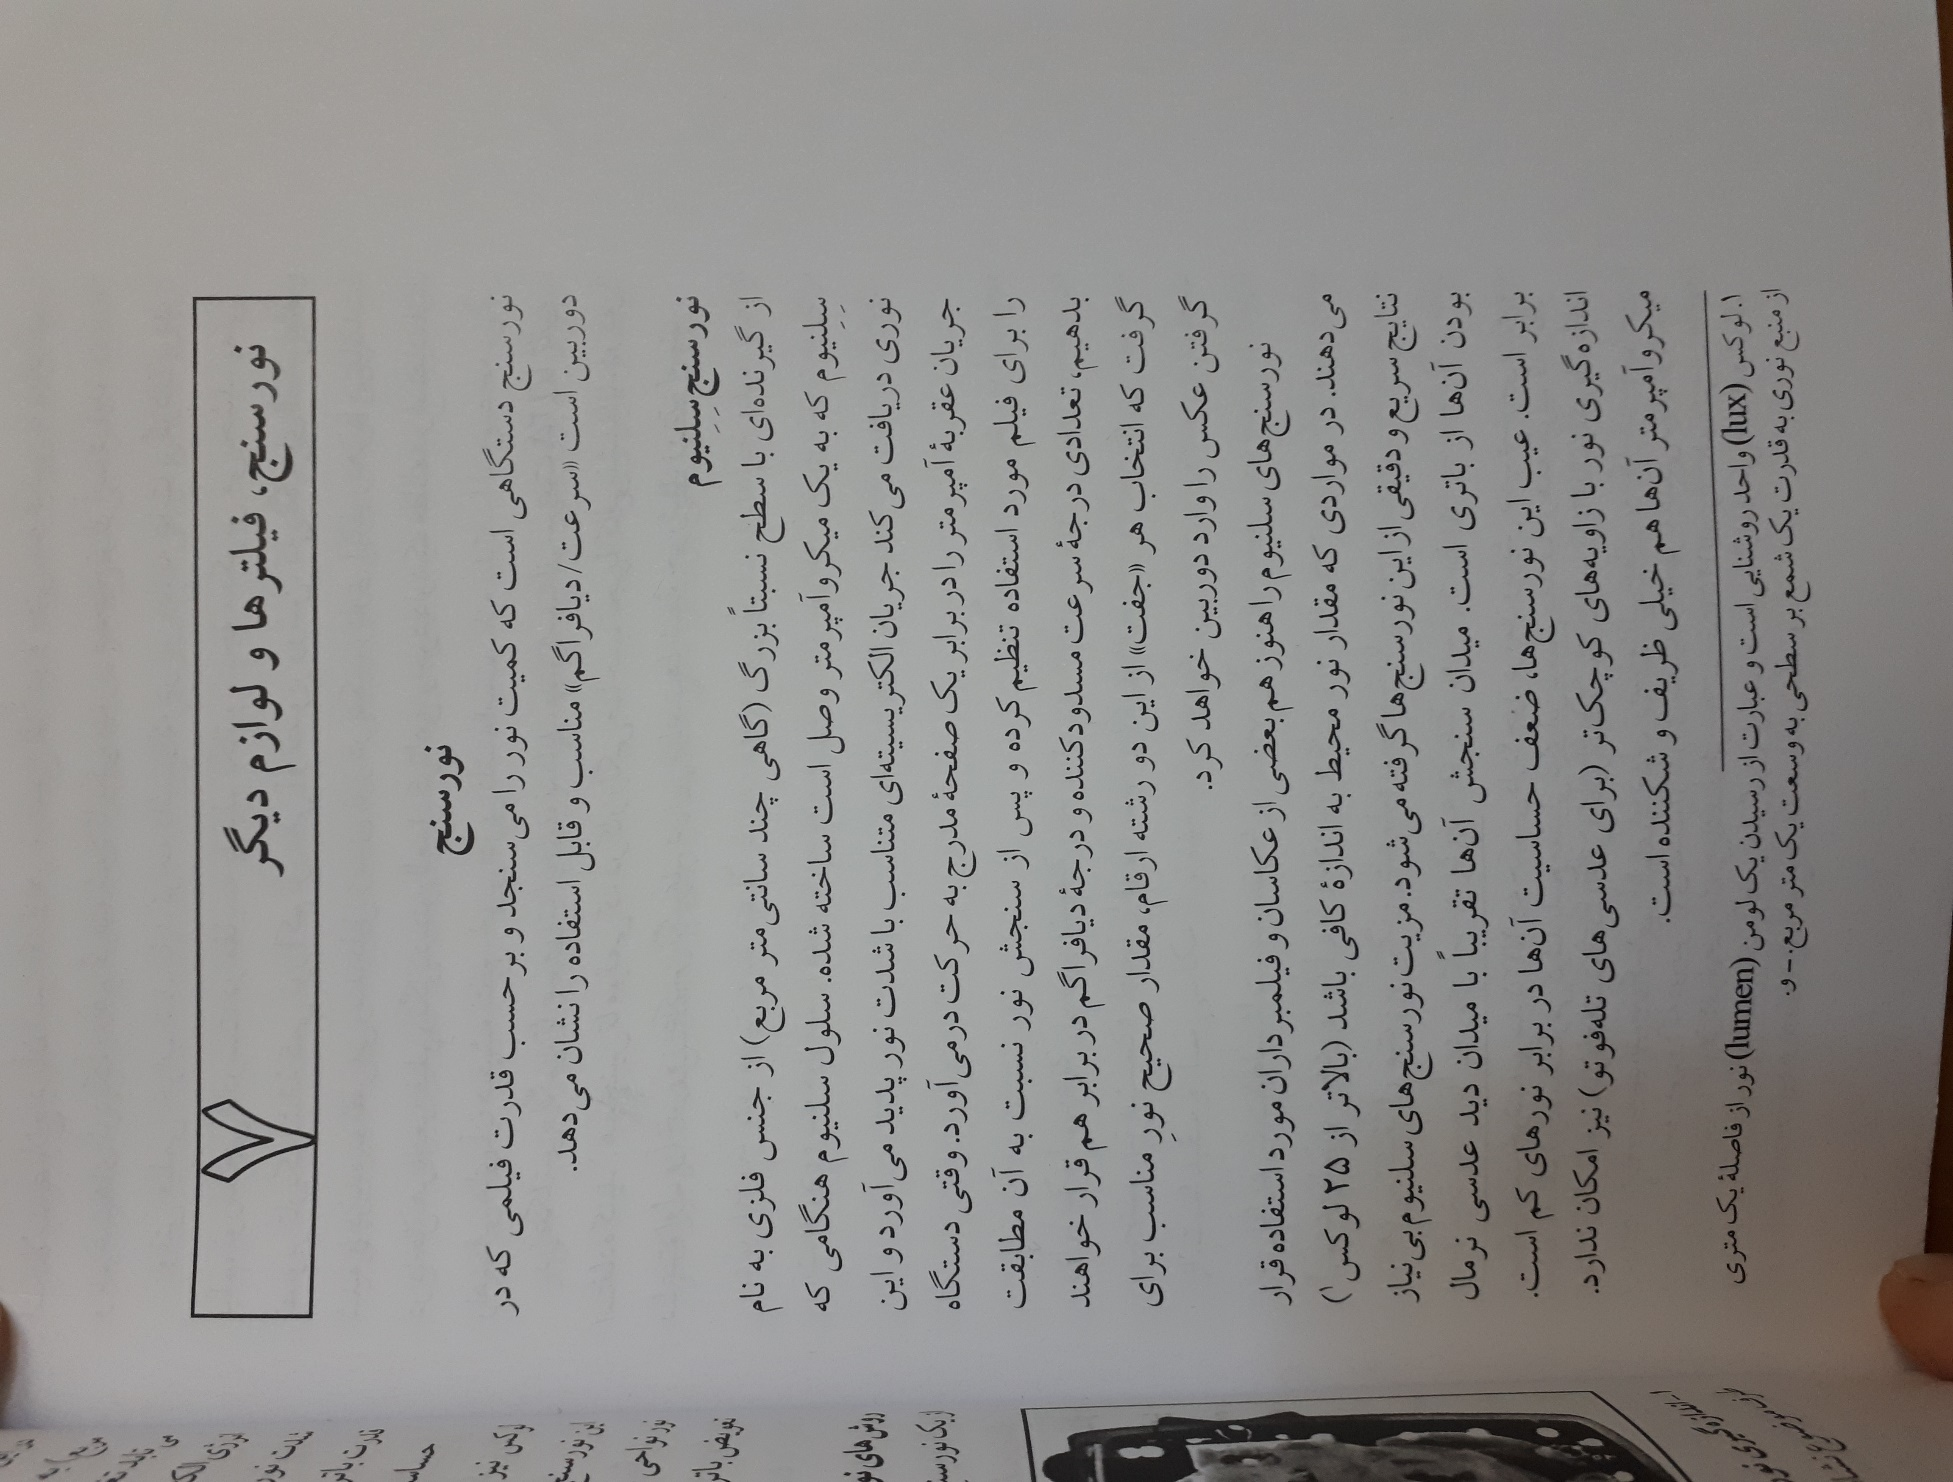 ۷ نورسنج، فیلترها و لوازم دیگر
نورسنج
نورسنج دستگاهی است که کمیت نور را می‌سنجد و بر حسب قدرت فیلمی که در
دوربین است «سرعت/دیافراگم» مناسب و قابل استفاده را نشان می‌دهد.
نورسنج سِلِنیوم
از گیرنده‌ای با سطح نسبتاً بزرگ (گاهی چند سانتی‌متر مربع) از جنس فلزی به نام
سِلِنیوم که به یک میکروآمپرمتر وصل است ساخته شده. سلول سلنیوم هنگامی که
نوری دریافت می‌کند جریان الکتریسیته‌ای متناسب با شدت نور پدید می‌آورد و این
جریان عقربهٔ آمپرمتر را در برابر یک صفحهٔ مدرج به حرکت درمی‌آورد. وقتی دستگاه
را برای فیلم مورد استفاده تنظیم کرده و پس از سنجش نور نسبت به آن مطابقت
بدهیم، تعدادی درجهٔ سرعت مسدودکننده و درجهٔ دیافراگم در برابر هم قرار خواهند
گرفت که انتخاب هر «جفت» از این دو رشته ارقام، مقدار صحیح نورِ مناسب برای
گرفتن عکس را وارد دوربین خواهد کرد.
نورسنج‌های سلنیوم را هنوز هم بعضی از عکاسان و فیلمبرداران مورد استفاده قرار
می‌دهند. در مواردی که مقدار نور محیط به اندازهٔ کافی باشد (بالاتر از ۲۵ لوکس۱)
نتایج سریع و دقیقی از این نورسنج‌ها گرفته می‌شود. مزیت نورسنج‌های سلنیوم بی‌نیاز
بودن آن‌ها از باتری است. میدان سنجش آن‌ها تقریباً با میدان دید عدسی نرمال
برابر است. عیب این نورسنج‌ها، ضعف حساسیت آن‌ها در برابر نورهای کم است.
اندازه‌گیری نور با زاویه‌های کوچک‌تر (برای عدسی‌های تله‌فوتو) نیز امکان ندارد.
میکروآمپرمتر آن‌ها هم خیلی ظریف و شکننده است.
۱. لوکس (lux) واحد روشنایی است و عبارت از رسیدن یک لومن (lumen) نور از فاصلهٔ یک متری
از منبع نوری به قدرت یک شمع بر سطحی به وسعت یک متر مربع. – و.
حساس
لوکس نیز
نور نواحی
تعویض باتر
روش‌های نو